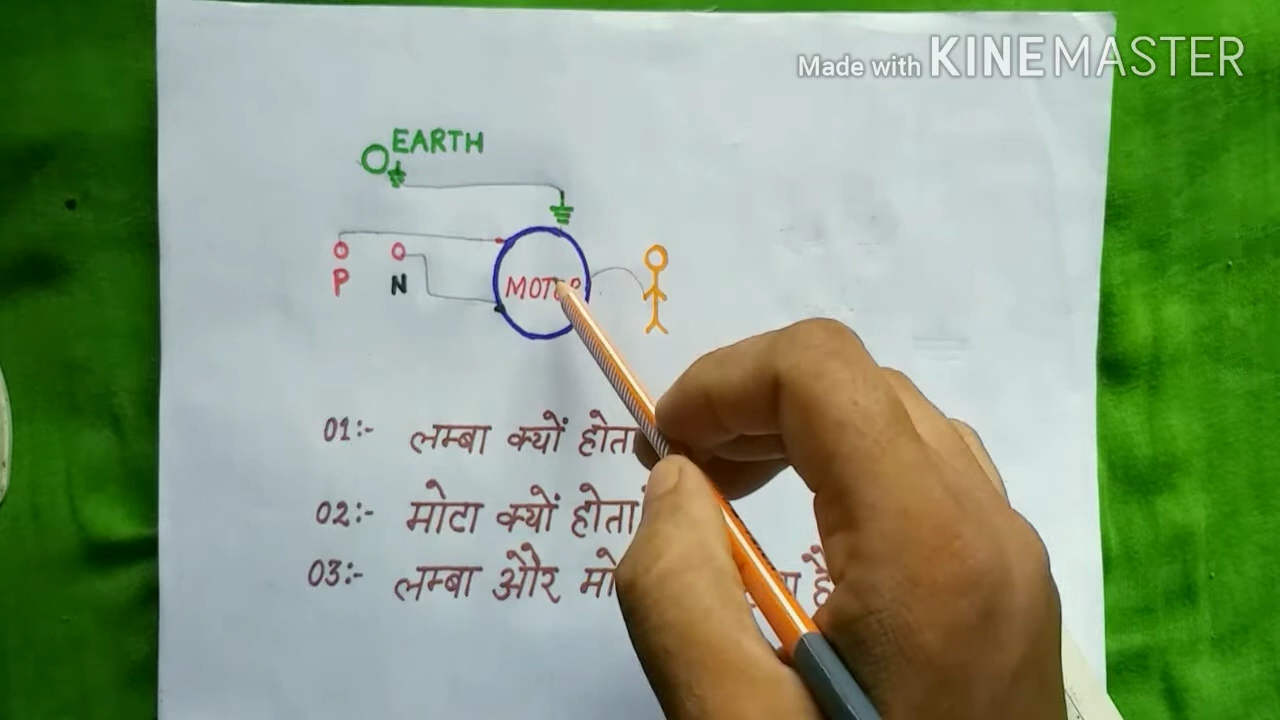 Made with KINEMASTER
EARTH
P N MOTOR
01:- लम्बा क्यों होता
02:- मोटा क्यों होता
03:- लम्बा और